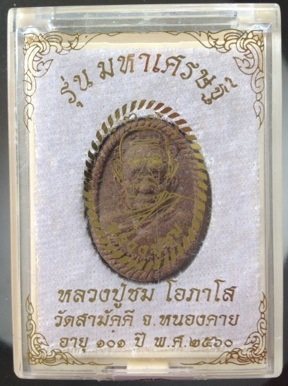 รุ่น มหาเศรษฐี
หลวงปู่ชม โอภาโส
วัดสามัคคี จ.หนองคาย
อายุ ๑๐๑ ปี พ.ศ.๒๕๖๐